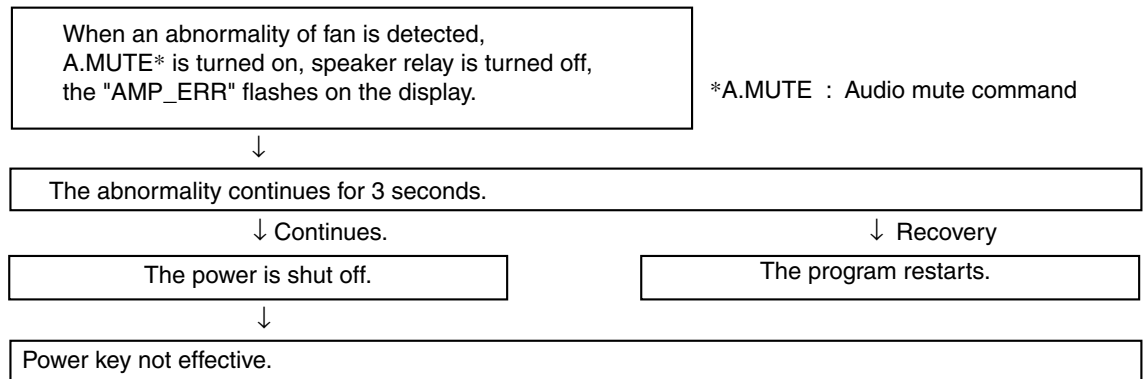 When an abnormality of fan is detected,
A.MUTE* is turned on, speaker relay is turned off,
the "AMP_ERR" flashes on the display.
*A.MUTE : Audio mute command
↓
The abnormality continues for 3 seconds.
↓ Continues.
↓ Recovery
The power is shut off.
The program restarts.
↓
Power key not effective.